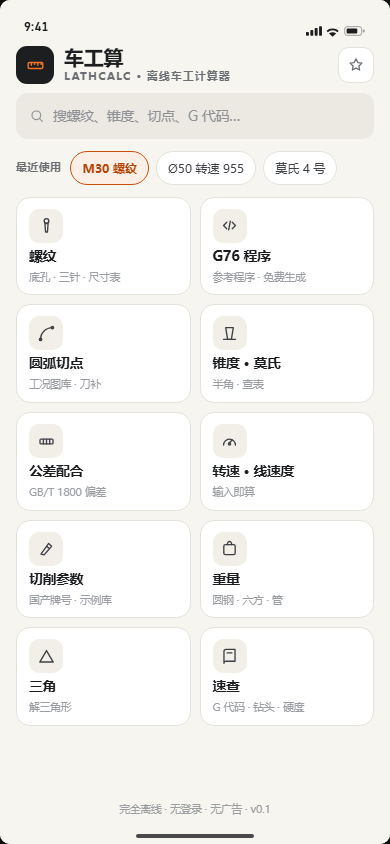 9:41
车工算
LATHCALC • 离线车工计算器
搜螺纹、锥度、切点、G 代码...
最近使用
M30 螺纹
Ø50 转速 955
莫氏 4 号
螺纹
底孔 · 三针 · 尺寸表
G76 程序
参考程序 · 免费生成
圆弧切点
工况图库 · 刀补
锥度 • 莫氏
半角 · 查表
公差配合
GB/T 1800 偏差
转速 · 线速度
输入即算
切削参数
国产牌号 · 示例库
重量
圆钢 · 六方 · 管
三角
解三角形
速查
G 代码 · 钻头 · 硬度
完全离线 · 无登录 · 无广告 · v0.1